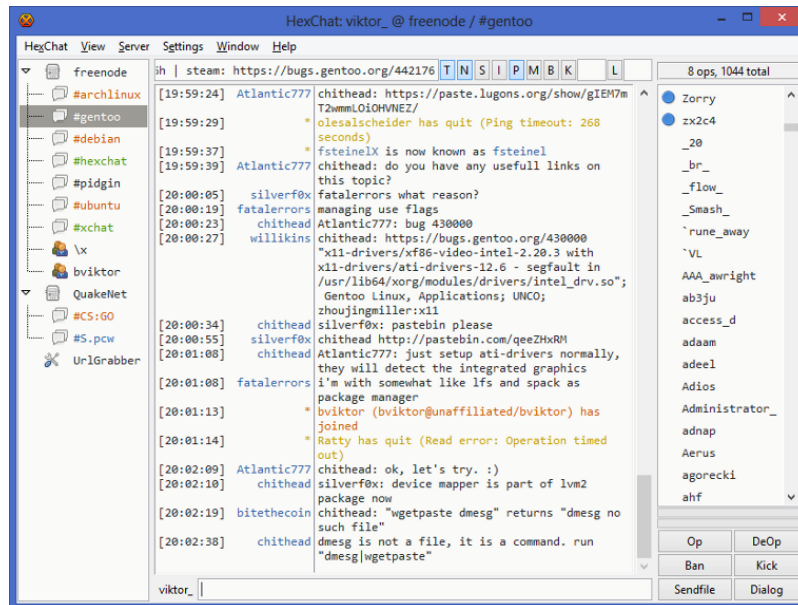 HexChat: viktor_ @ freenode / #gentoo
HexChat View Server Settings Window Help
freenode
#archlinux
#gentoo
#debian
#hexchat
#pidgin
#ubuntu
#xchat
\x
bviktor
QuakeNet
#CS:GO
#S.pcw
UrlGrabber
| steam: https://bugs.gentoo.org/442176 T N S I P M B K L
[19:59:24] Atlantic777 chithead: https://paste.lugons.org/show/gIEM7m
T2wmmLOiOHVNEZ/
[19:59:29] * olesalscheider has quit (Ping timeout: 268
seconds)
[19:59:37] * fsteinelX is now known as fsteinel
[19:59:39] Atlantic777 chithead: do you have any usefull links on
this topic?
[20:00:05] silverf0x fatalerrors what reason?
[20:00:19] fatalerrors managing use flags
[20:00:23] chithead Atlantic777: bug 430000
[20:00:27] willikins chithead: https://bugs.gentoo.org/430000
"x11-drivers/xf86-video-intel-2.20.3 with
x11-drivers/ati-drivers-12.6 - segfault in
/usr/lib64/xorg/modules/drivers/intel_drv.so";
Gentoo Linux, Applications; UNCO;
zhoujingmiller:x11
[20:00:34] chithead silverf0x: pastebin please
[20:00:55] silverf0x chithead http://pastebin.com/qeeZHxRM
[20:01:08] chithead Atlantic777: just setup ati-drivers normally,
they will detect the integrated graphics
[20:01:08] fatalerrors i'm with somewhat like lfs and spack as
package manager
[20:01:13] * bviktor (bviktor@unaffiliated/bviktor) has
joined
[20:01:14] * Ratty has quit (Read error: Operation timed
out)
[20:02:09] Atlantic777 chithead: ok, let's try. :)
[20:02:10] chithead silverf0x: device mapper is part of lvm2
package now
[20:02:19] bitethecoin chithead: "wgetpaste dmesg" returns "dmesg no
such file"
[20:02:38] chithead dmesg is not a file, it is a command. run
"dmesg|wgetpaste"
viktor_
8 ops, 1044 total
Zorry
zx2c4
_20
_br_
_flow_
_Smash_
`rune_away
`VL
AAA_awright
ab3ju
access_d
adaam
adeel
Adios
Administrator_
adnap
Aerus
agorecki
ahf
Op DeOp
Ban Kick
Sendfile Dialog